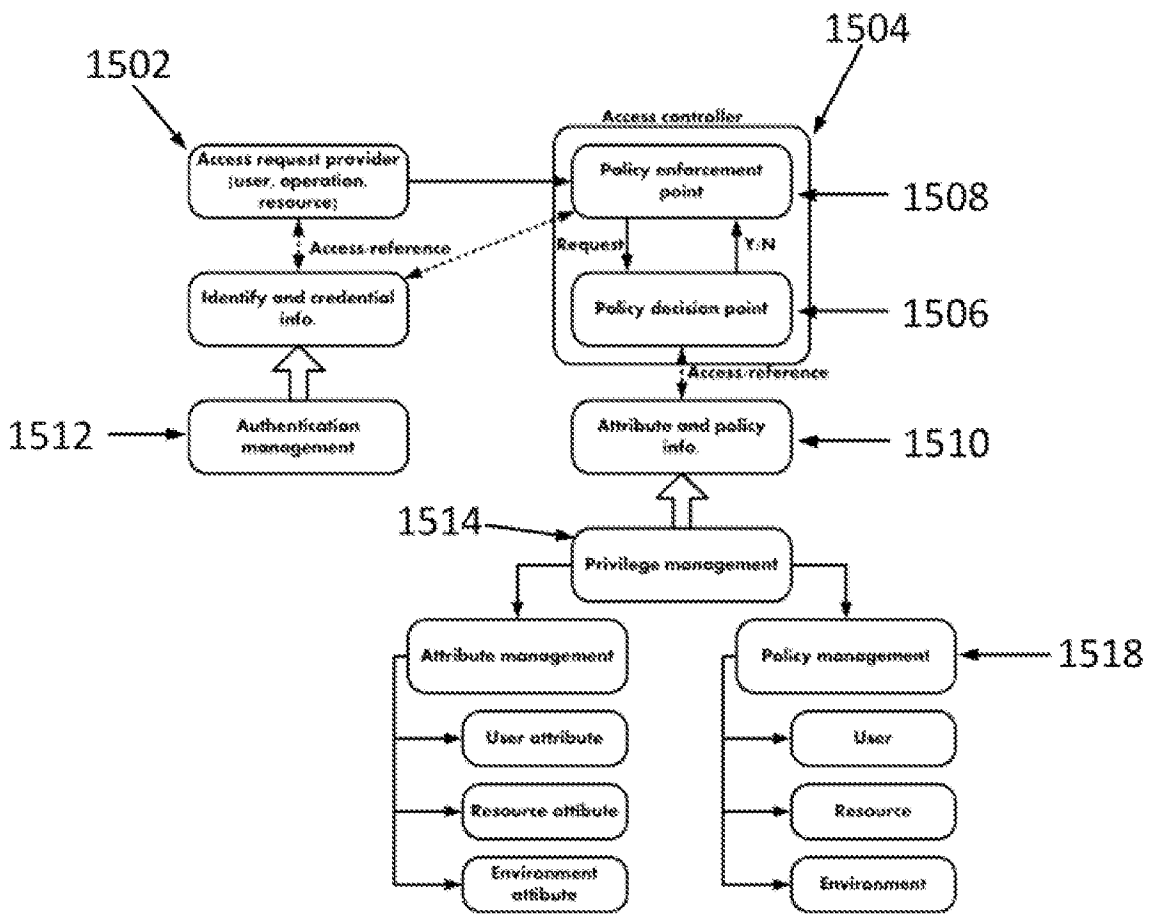 1502
1504
Access controller
Access request provider
(user, operation,
resource)
Policy enforcement
point
1508
Access-reference
Request
Y/N
Identify and credential
info.
Policy decision point
1506
Access-reference
1512
Authentication
management
Attribute and policy
info.
1510
1514
Privilege management
Attribute management
Policy management
1518
User attribute
User
Resource attibute
Resource
Environment
attibute
Environment